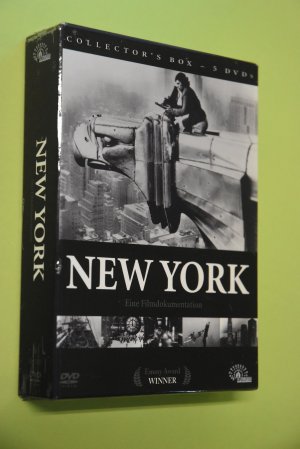 COLLECTOR'S BOX – 5 DVDs
NEW YORK
Eine Filmdokumentation
Emmy Award
WINNER
NEW YORK
DVD